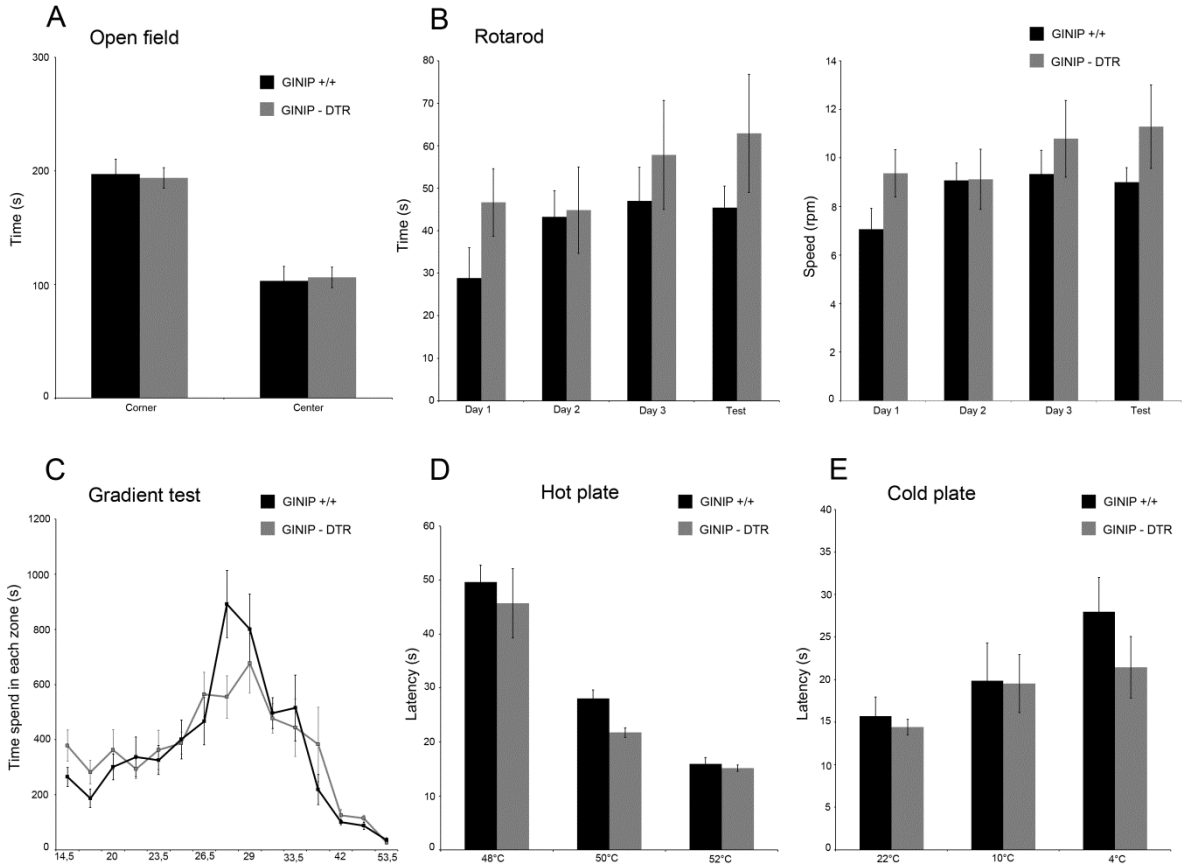 A
Open field
300
200
100
0
Time (s)
GINIP +/+
GINIP - DTR
Corner
Center
B
Rotarod
80
70
60
50
40
30
20
10
0
Time (s)
Day 1
Day 2
Day 3
Test
GINIP +/+
GINIP - DTR
14
12
10
8
6
4
2
0
Speed (rpm)
Day 1
Day 2
Day 3
Test
C
Gradient test
GINIP +/+
GINIP - DTR
1200
1000
800
600
400
200
0
Time spend in each zone (s)
14,5
20
23,5
26,5
29
33,5
42
53,5
D
Hot plate
GINIP +/+
GINIP - DTR
60
50
40
30
20
10
0
Latency (s)
48°C
50°C
52°C
E
Cold plate
GINIP +/+
GINIP - DTR
40
35
30
25
20
15
10
5
0
Latency (s)
22°C
10°C
4°C